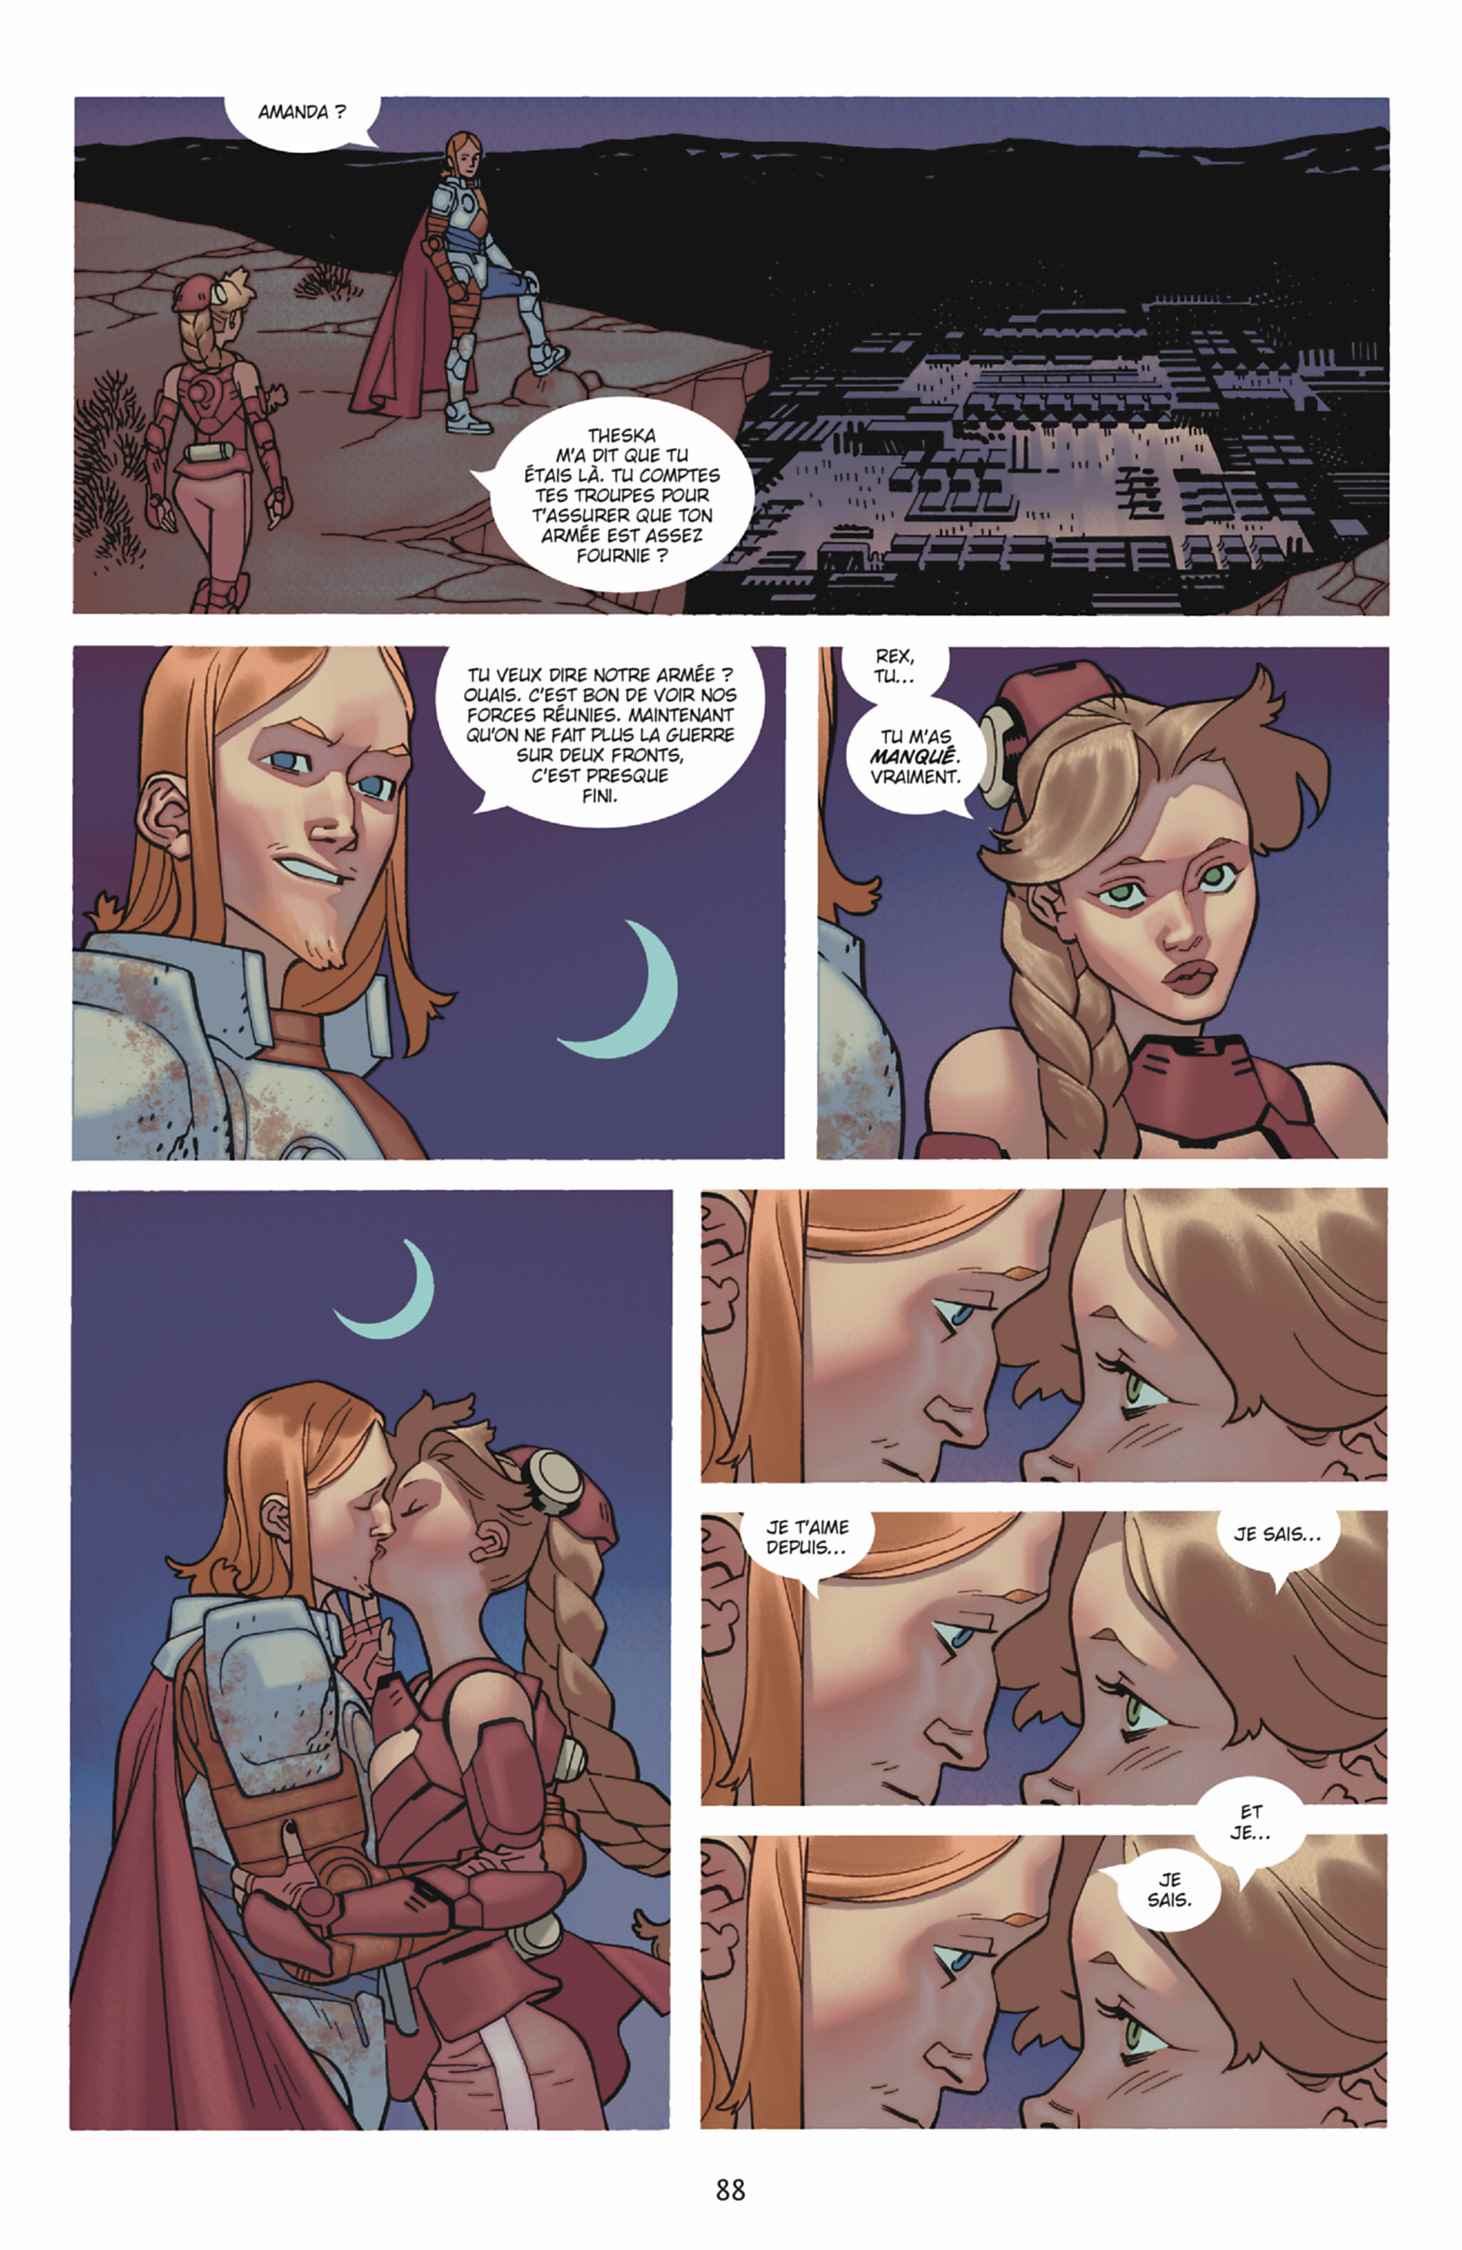 AMANDA ?
THESKA
M'A DIT QUE TU
ÉTAIS LÀ. TU COMPTES
TES TROUPES POUR
T'ASSURER QUE TON
ARMÉE EST ASSEZ
FOURNIE ?
TU VEUX DIRE NOTRE ARMÉE ?
OUAIS. C'EST BON DE VOIR NOS
FORCES RÉUNIES. MAINTENANT
QU'ON NE FAIT PLUS LA GUERRE
SUR DEUX FRONTS,
C'EST PRESQUE
FINI.
REX,
TU...
TU M'AS
MANQUÉ.
VRAIMENT.
JE T'AIME
DEPUIS...
JE SAIS...
ET
JE...
JE
SAIS.
88